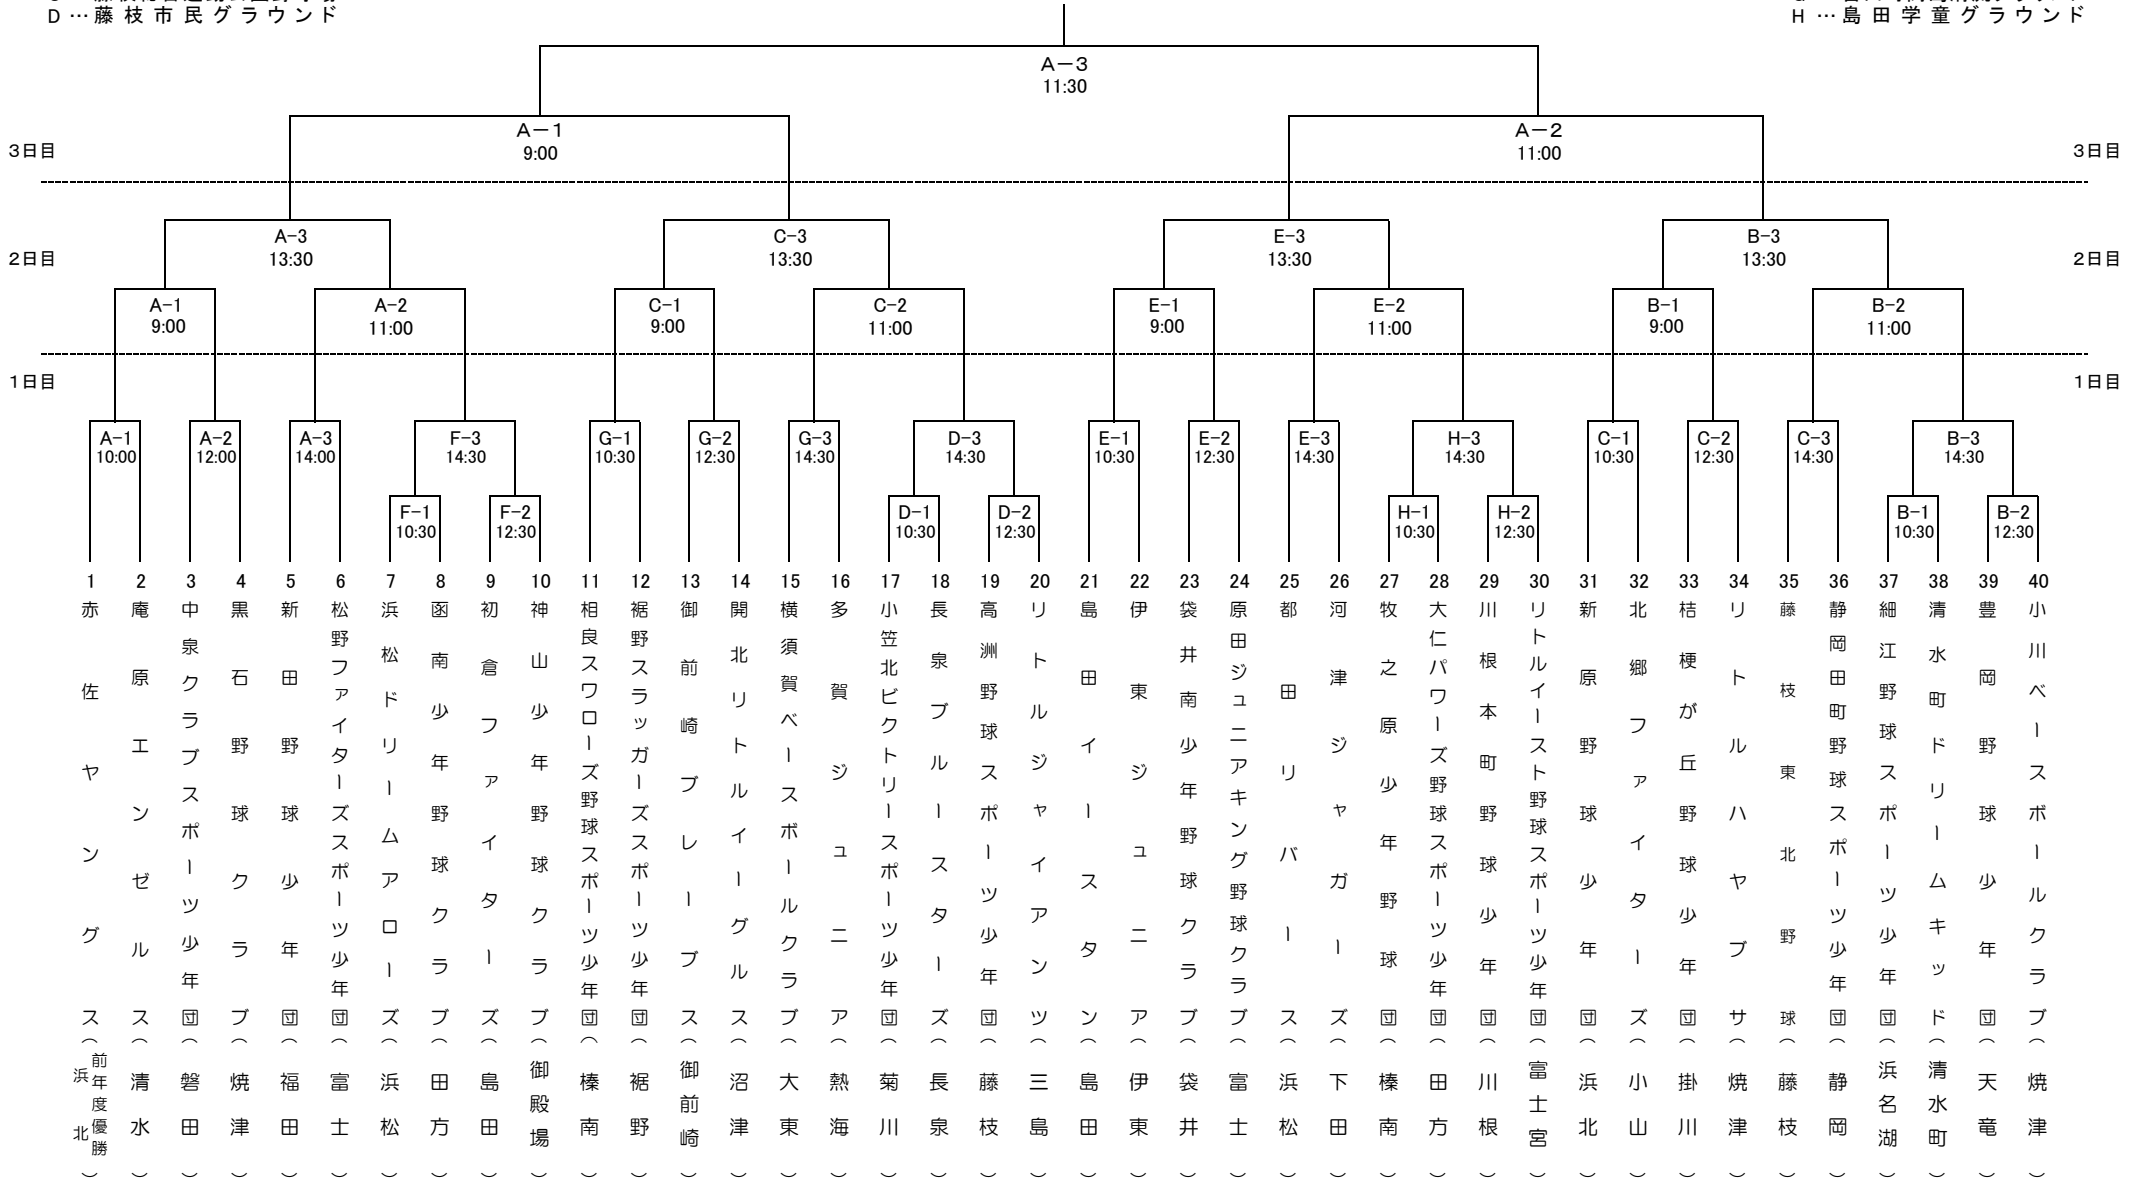 D … 藤枝市民グラウンド
H … 島田学童グラウンド
A－3
11:30
A－1
9:00
A－2
11:00
3日目
3日目
A-3
13:30
C-3
13:30
E-3
13:30
B-3
13:30
2日目
2日目
A-1
9:00
A-2
11:00
C-1
9:00
C-2
11:00
E-1
9:00
E-2
11:00
B-1
9:00
B-2
11:00
1日目
1日目
A-1
10:00
A-2
12:00
A-3
14:00
F-3
14:30
G-1
10:30
G-2
12:30
G-3
14:30
D-3
14:30
E-1
10:30
E-2
12:30
E-3
14:30
H-3
14:30
C-1
10:30
C-2
12:30
C-3
14:30
B-3
14:30
F-1
10:30
F-2
12:30
D-1
10:30
D-2
12:30
H-1
10:30
H-2
12:30
B-1
10:30
B-2
12:30
1 赤佐ヤングス（浜北 前年度優勝）
2 庵原エンゼルス（清水）
3 中泉クラブスポーツ少年団（磐田）
4 黒石野球クラブ（焼津）
5 新田野球少年団（福田）
6 松野ファイターズスポーツ少年団（富士）
7 浜松ドリームアローズ（浜松）
8 函南少年野球クラブ（田方）
9 初倉ファイターズ（島田）
10 神山少年野球クラブ（御殿場）
11 相良スワローズ野球スポーツ少年団（榛南）
12 裾野スラッガーズスポーツ少年団（裾野）
13 御前崎ブレーブス（御前崎）
14 開北リトルイーグルス（沼津）
15 横須賀ベースボールクラブ（大東）
16 多賀ジュニア（熱海）
17 小笠北ビクトリースポーツ少年団（菊川）
18 長泉ブルースターズ（長泉）
19 高洲野球スポーツ少年団（藤枝）
20 リトルジャイアンツ（三島）
21 島田イースタン（島田）
22 伊東ジュニア（伊東）
23 袋井南少年野球クラブ（袋井）
24 原田ジュニアキング野球クラブ（富士）
25 都田リバース（浜松）
26 河津ジャガーズ（下田）
27 牧之原少年野球団（榛南）
28 大仁パワーズ野球スポーツ少年団（田方）
29 川根本町野球少年団（川根）
30 リトルイースト野球スポーツ少年団（富士宮）
31 新原野球少年団（浜北）
32 北郷ファイターズ（小山）
33 桔梗が丘野球少年団（掛川）
34 リトルハヤブサ（焼津）
35 藤枝東北野球（藤枝）
36 静岡田町野球スポーツ少年団（静岡）
37 細江野球スポーツ少年団（浜名湖）
38 清水町ドリームキッド（清水町）
39 豊岡野球少年団（天竜）
40 小川ベースボールクラブ（焼津）